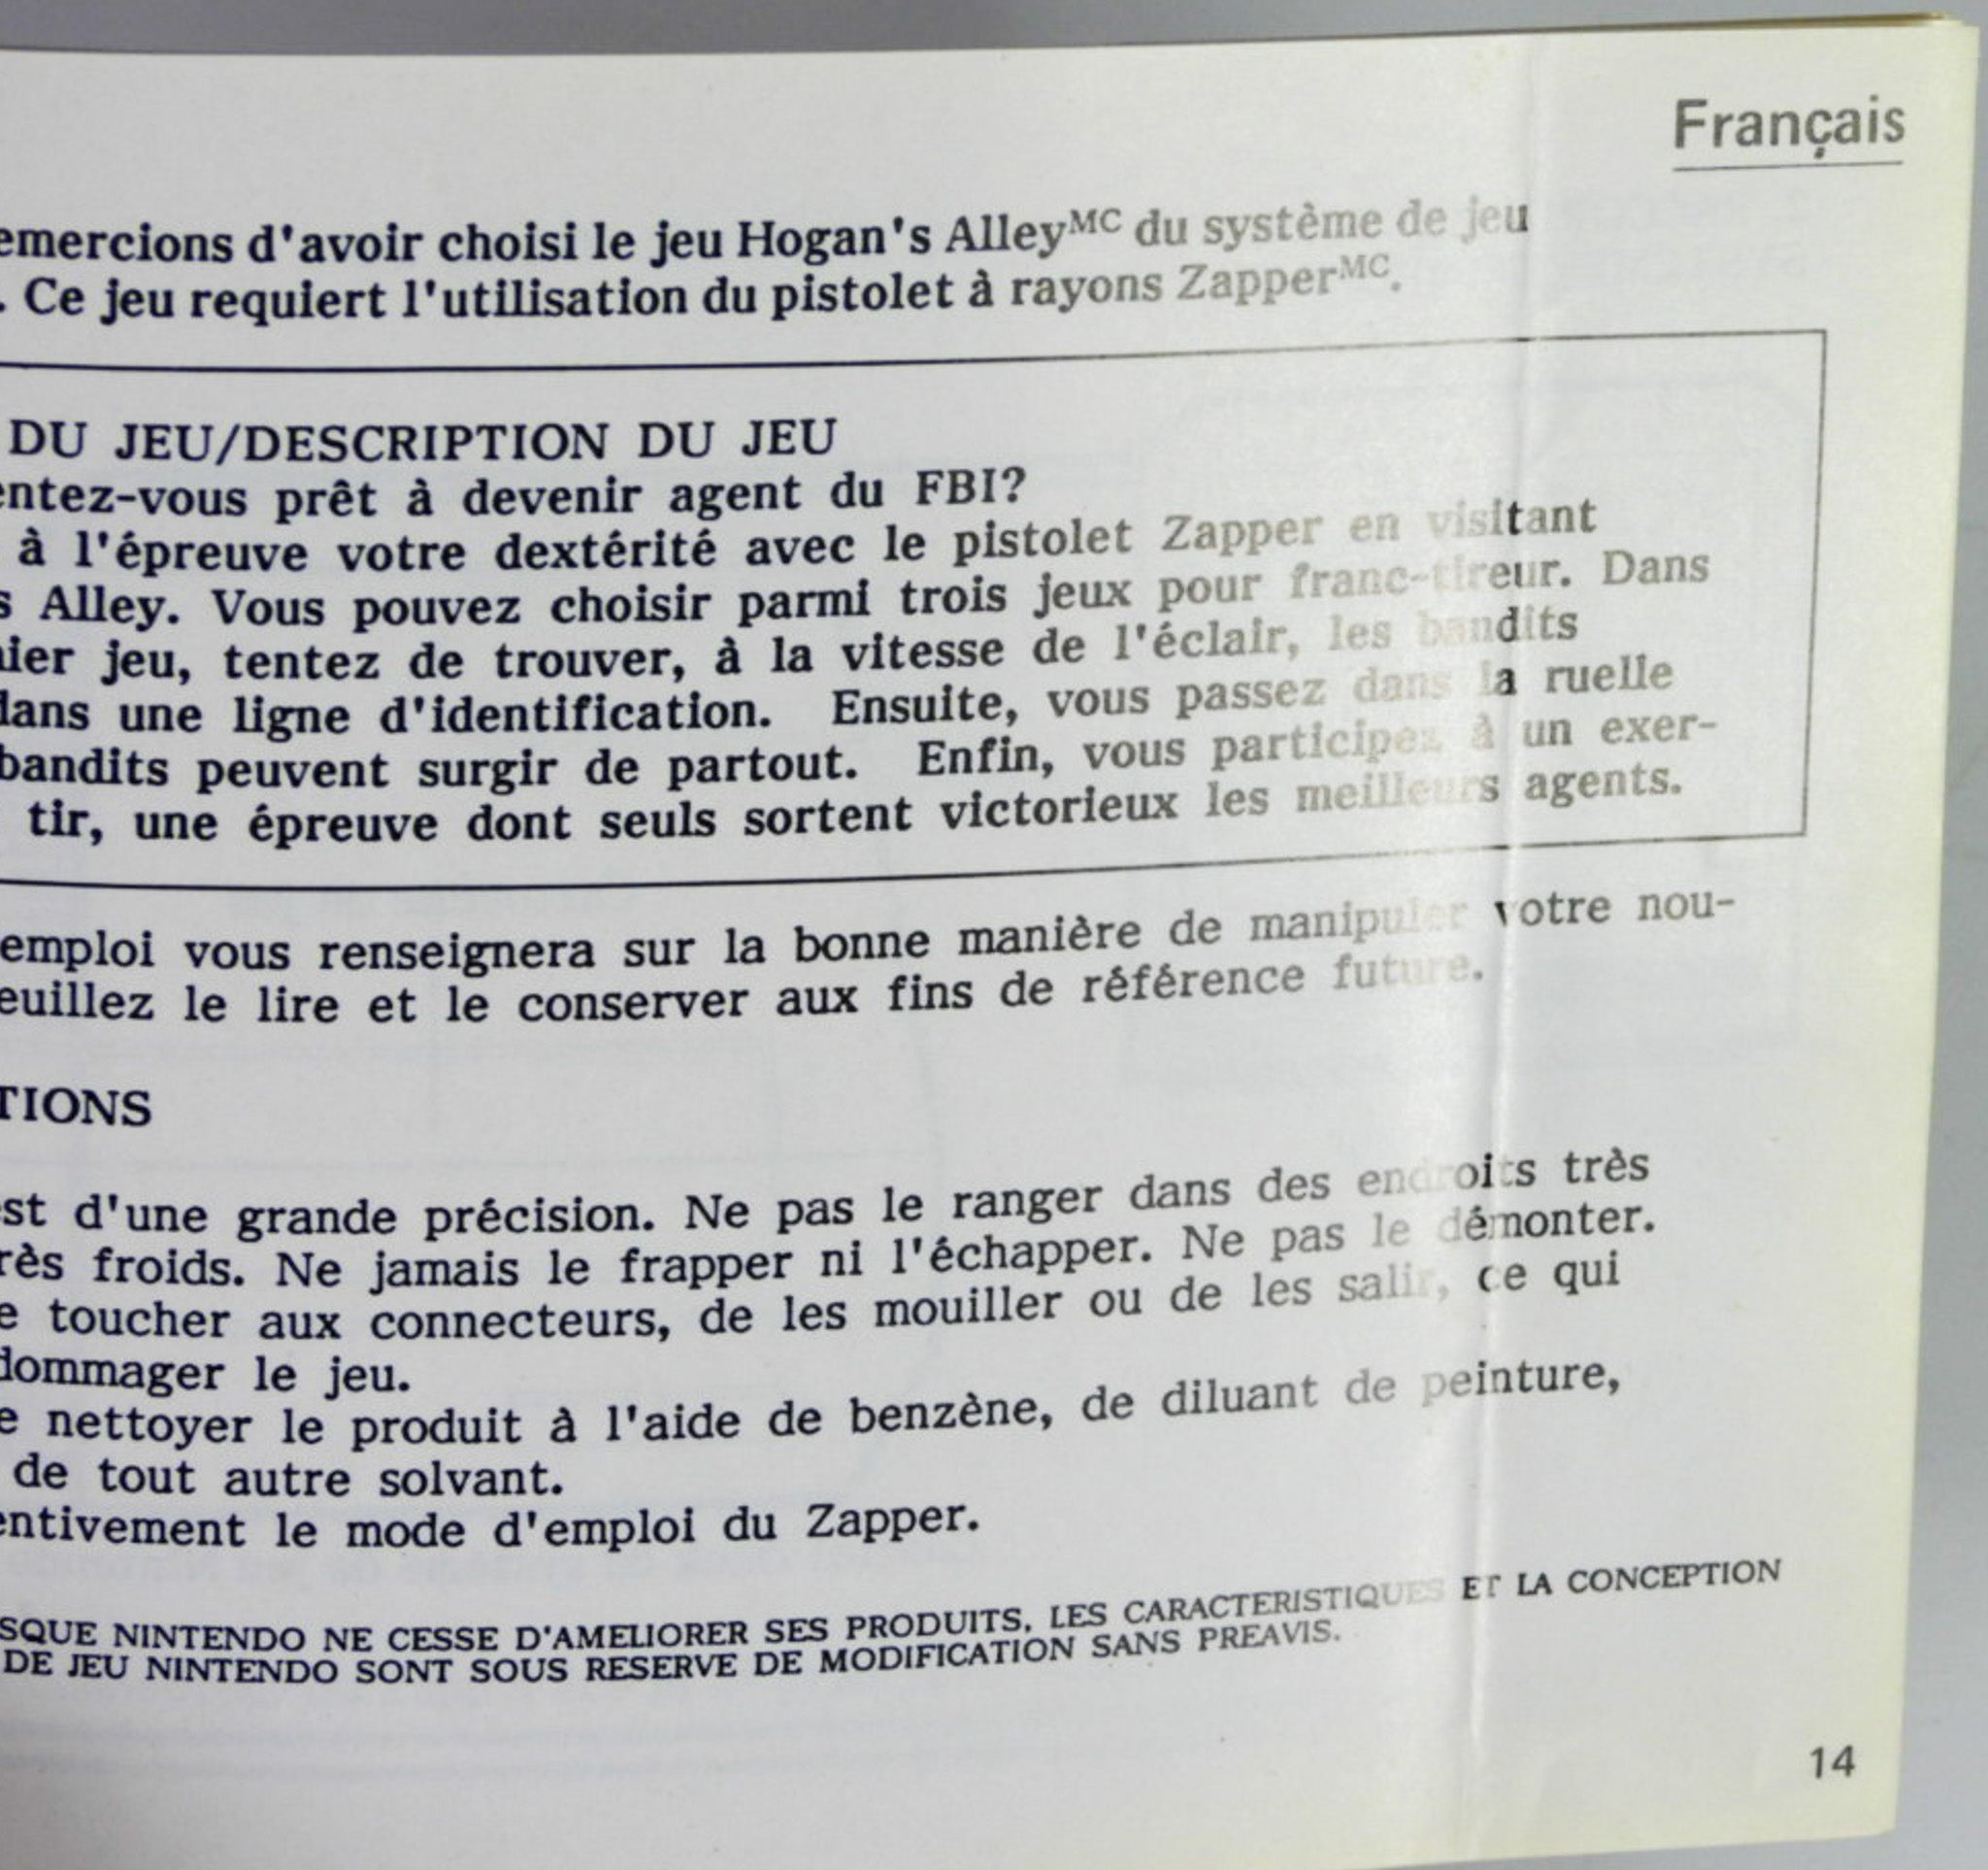 Français
emercions d'avoir choisi le jeu Hogan's Alleyᴹᶜ du système de jeu
. Ce jeu requiert l'utilisation du pistolet à rayons Zapperᴹᶜ.
DU JEU/DESCRIPTION DU JEU
entez-vous prêt à devenir agent du FBI?
à l'épreuve votre dextérité avec le pistolet Zapper en visitant
s Alley. Vous pouvez choisir parmi trois jeux pour franc-tireur. Dans
ier jeu, tentez de trouver, à la vitesse de l'éclair, les bandits
dans une ligne d'identification. Ensuite, vous passez dans la ruelle
bandits peuvent surgir de partout. Enfin, vous participez à un exer-
tir, une épreuve dont seuls sortent victorieux les meilleurs agents.
emploi vous renseignera sur la bonne manière de manipuler votre nou-
euillez le lire et le conserver aux fins de référence future.
TIONS
st d'une grande précision. Ne pas le ranger dans des endroits très
rès froids. Ne jamais le frapper ni l'échapper. Ne pas le démonter.
e toucher aux connecteurs, de les mouiller ou de les salir, ce qui
dommager le jeu.
e nettoyer le produit à l'aide de benzène, de diluant de peinture,
de tout autre solvant.
entivement le mode d'emploi du Zapper.
SQUE NINTENDO NE CESSE D'AMELIORER SES PRODUITS, LES CARACTERISTIQUES ET LA CONCEPTION
DE JEU NINTENDO SONT SOUS RESERVE DE MODIFICATION SANS PREAVIS.
14